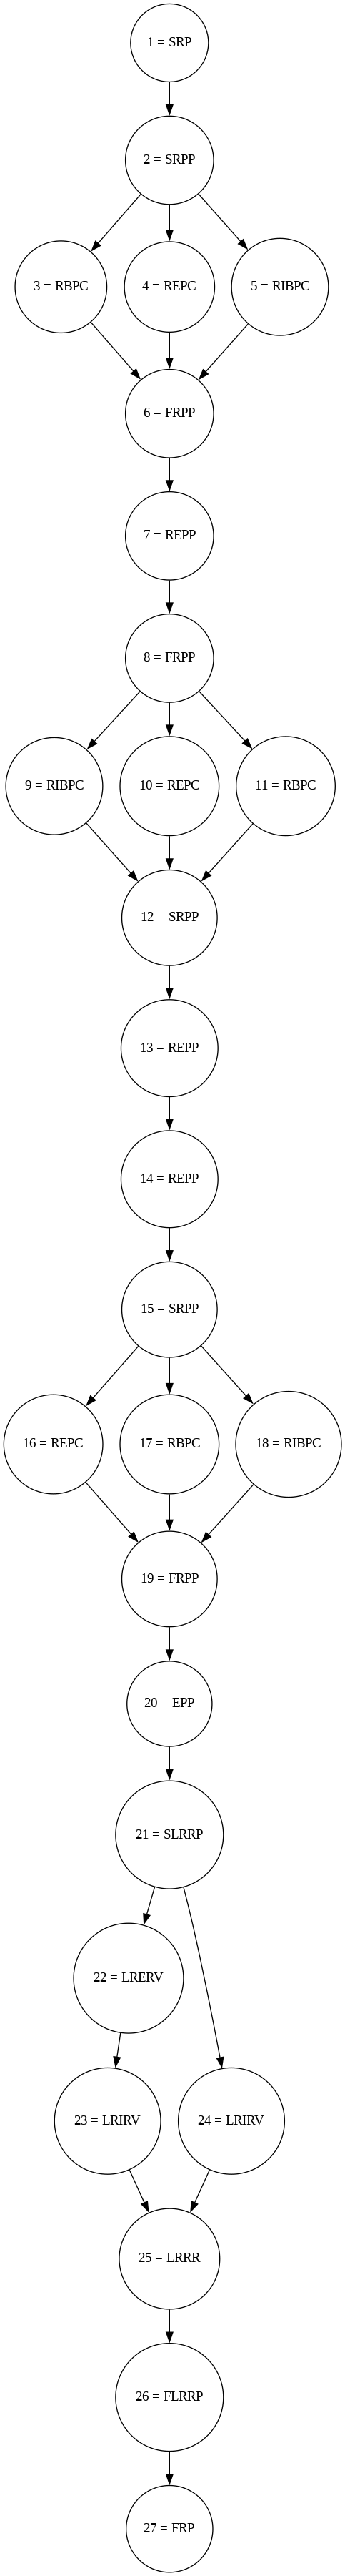 1 = SRP
2 = SRPP
3 = RBPC
4 = REPC
5 = RIBPC
6 = FRPP
7 = REPP
8 = FRPP
9 = RIBPC
10 = REPC
11 = RBPC
12 = SRPP
13 = REPP
14 = REPP
15 = SRPP
16 = REPC
17 = RBPC
18 = RIBPC
19 = FRPP
20 = EPP
21 = SLRRP
22 = LRERV
23 = LRIRV
24 = LRIRV
25 = LRRR
26 = FLRRP
27 = FRP